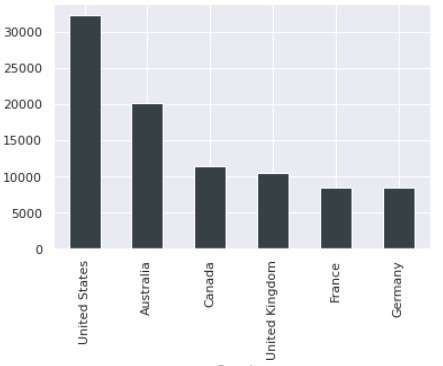 30000
25000
20000
15000
10000
5000
0
United States
Australia
Canada
United Kingdom
France
Germany